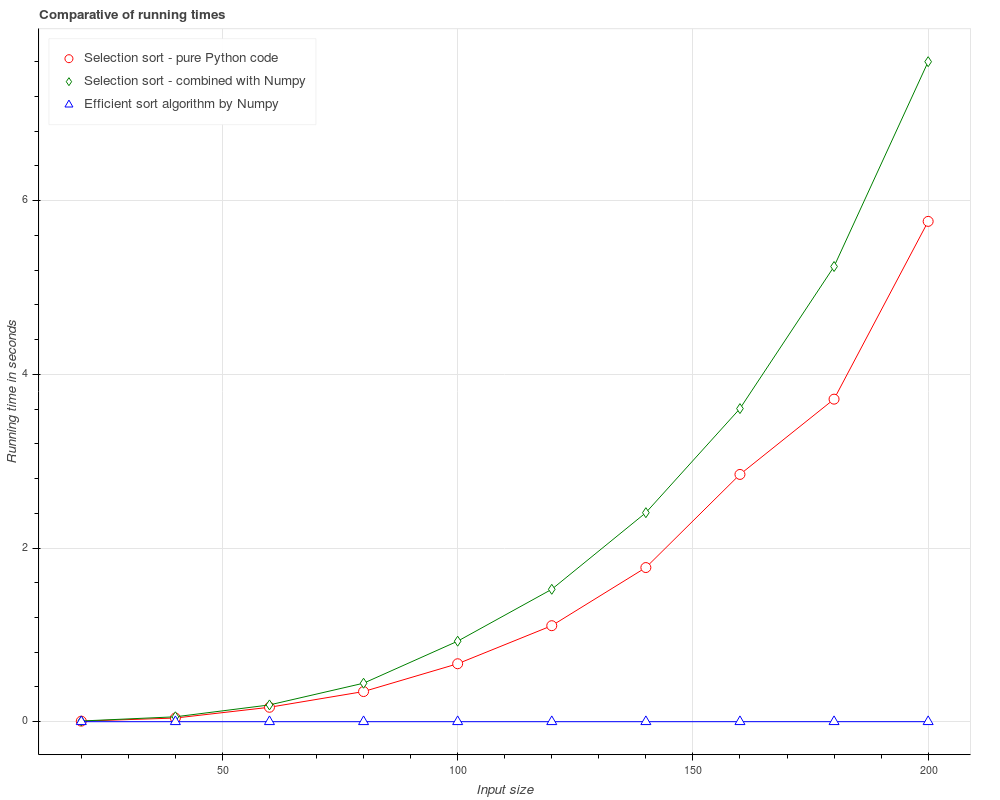 Comparative of running times
Selection sort - pure Python code
Selection sort - combined with Numpy
Efficient sort algorithm by Numpy
Running time in seconds
6
4
2
0
50
100
150
200
Input size